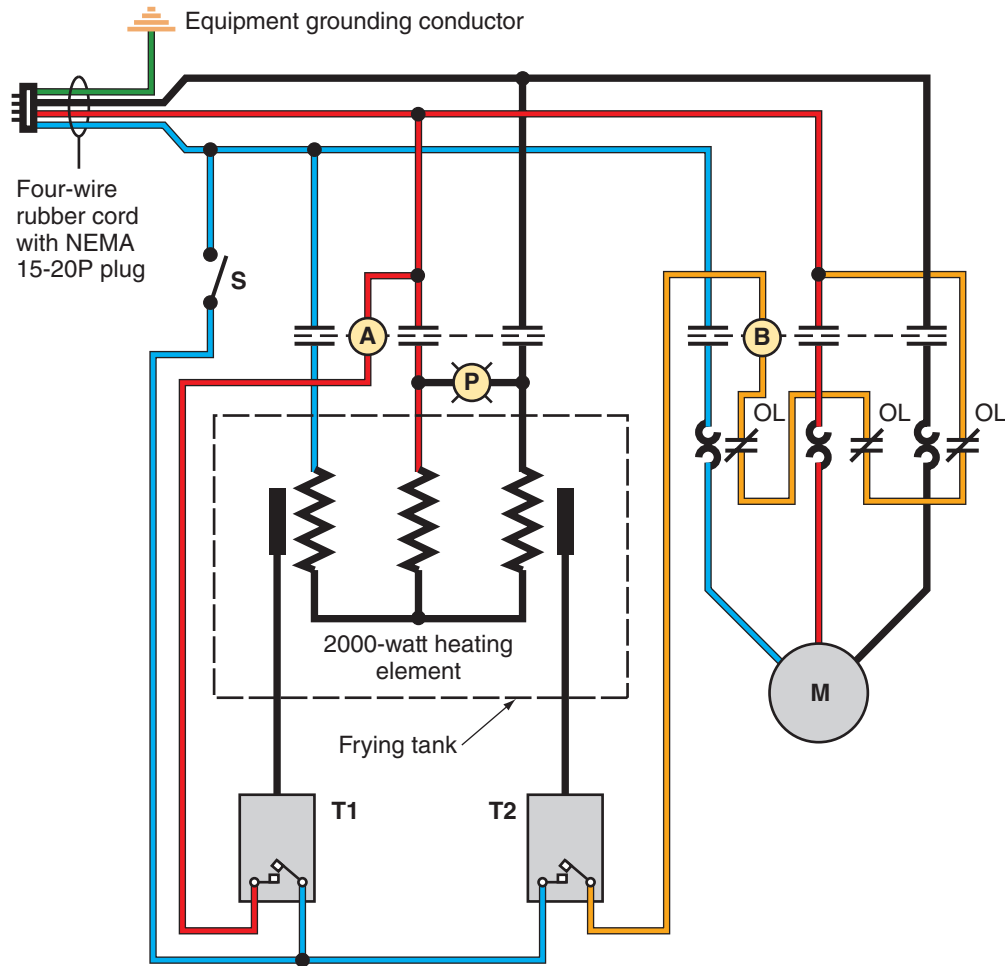 Equipment grounding conductor
Four-wire
rubber cord
with NEMA
15-20P plug
S
A
B
P
OL
OL
OL
2000-watt heating
element
M
Frying tank
T1
T2